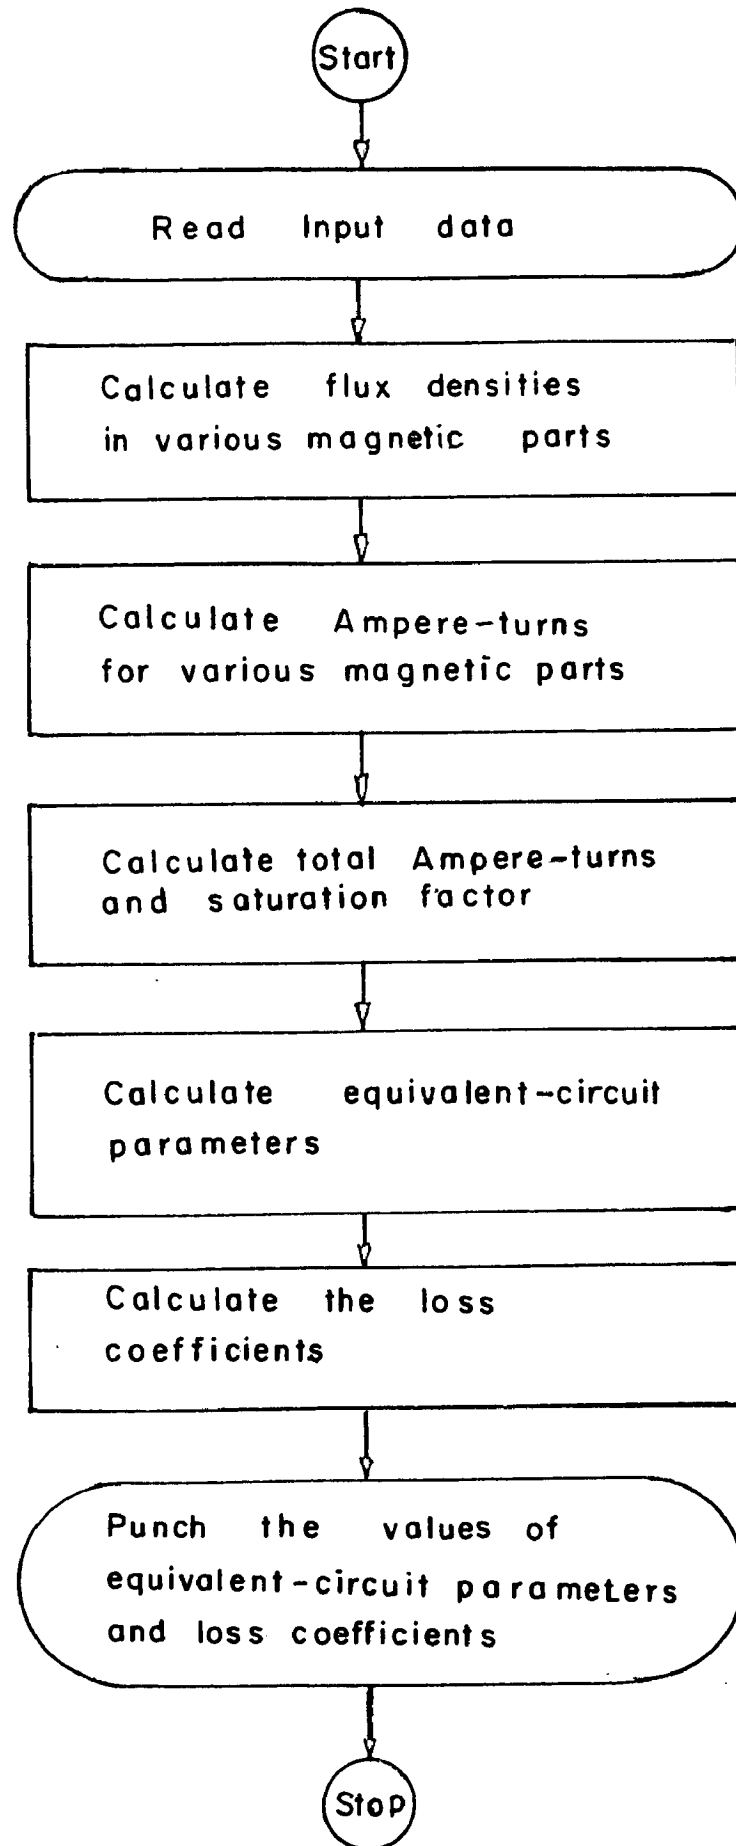 Start
Read Input data
Calculate flux densities
in various magnetic parts
Calculate Ampere-turns
for various magnetic parts
Calculate total Ampere-turns
and saturation factor
Calculate equivalent-circuit
parameters
Calculate the loss
coefficients
Punch the values of
equivalent-circuit parameters
and loss coefficients
Stop